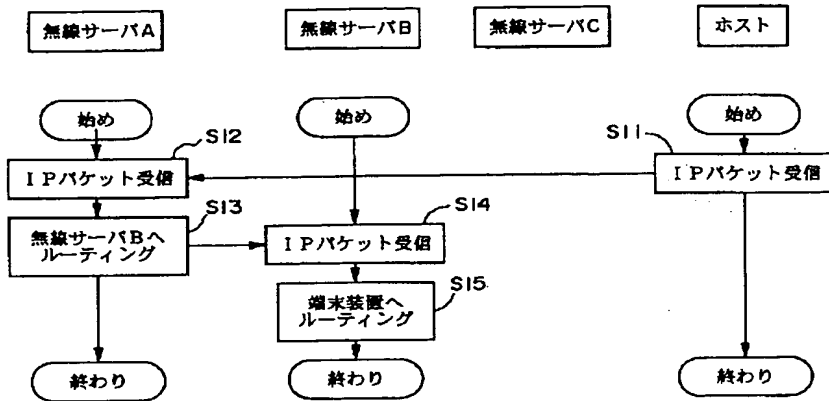 無線サーバA
無線サーバB
無線サーバC
ホスト
始め
始め
始め
S12
S11
IPパケット受信
IPパケット受信
S13
S14
無線サーバBへ
ルーティング
IPパケット受信
S15
端末装置へ
ルーティング
終わり
終わり
終わり